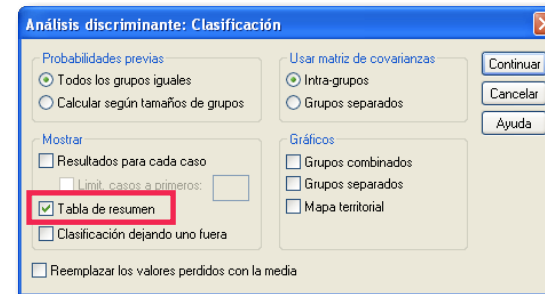 Análisis discriminante: Clasificación
Probabilidades previas
Todos los grupos iguales
Calcular según tamaños de grupos
Usar matriz de covarianzas
Intra-grupos
Grupos separados
Continuar
Cancelar
Ayuda
Mostrar
Resultados para cada caso
Limit. casos a primeros:
Tabla de resumen
Clasificación dejando uno fuera
Gráficos
Grupos combinados
Grupos separados
Mapa territorial
Reemplazar los valores perdidos con la media